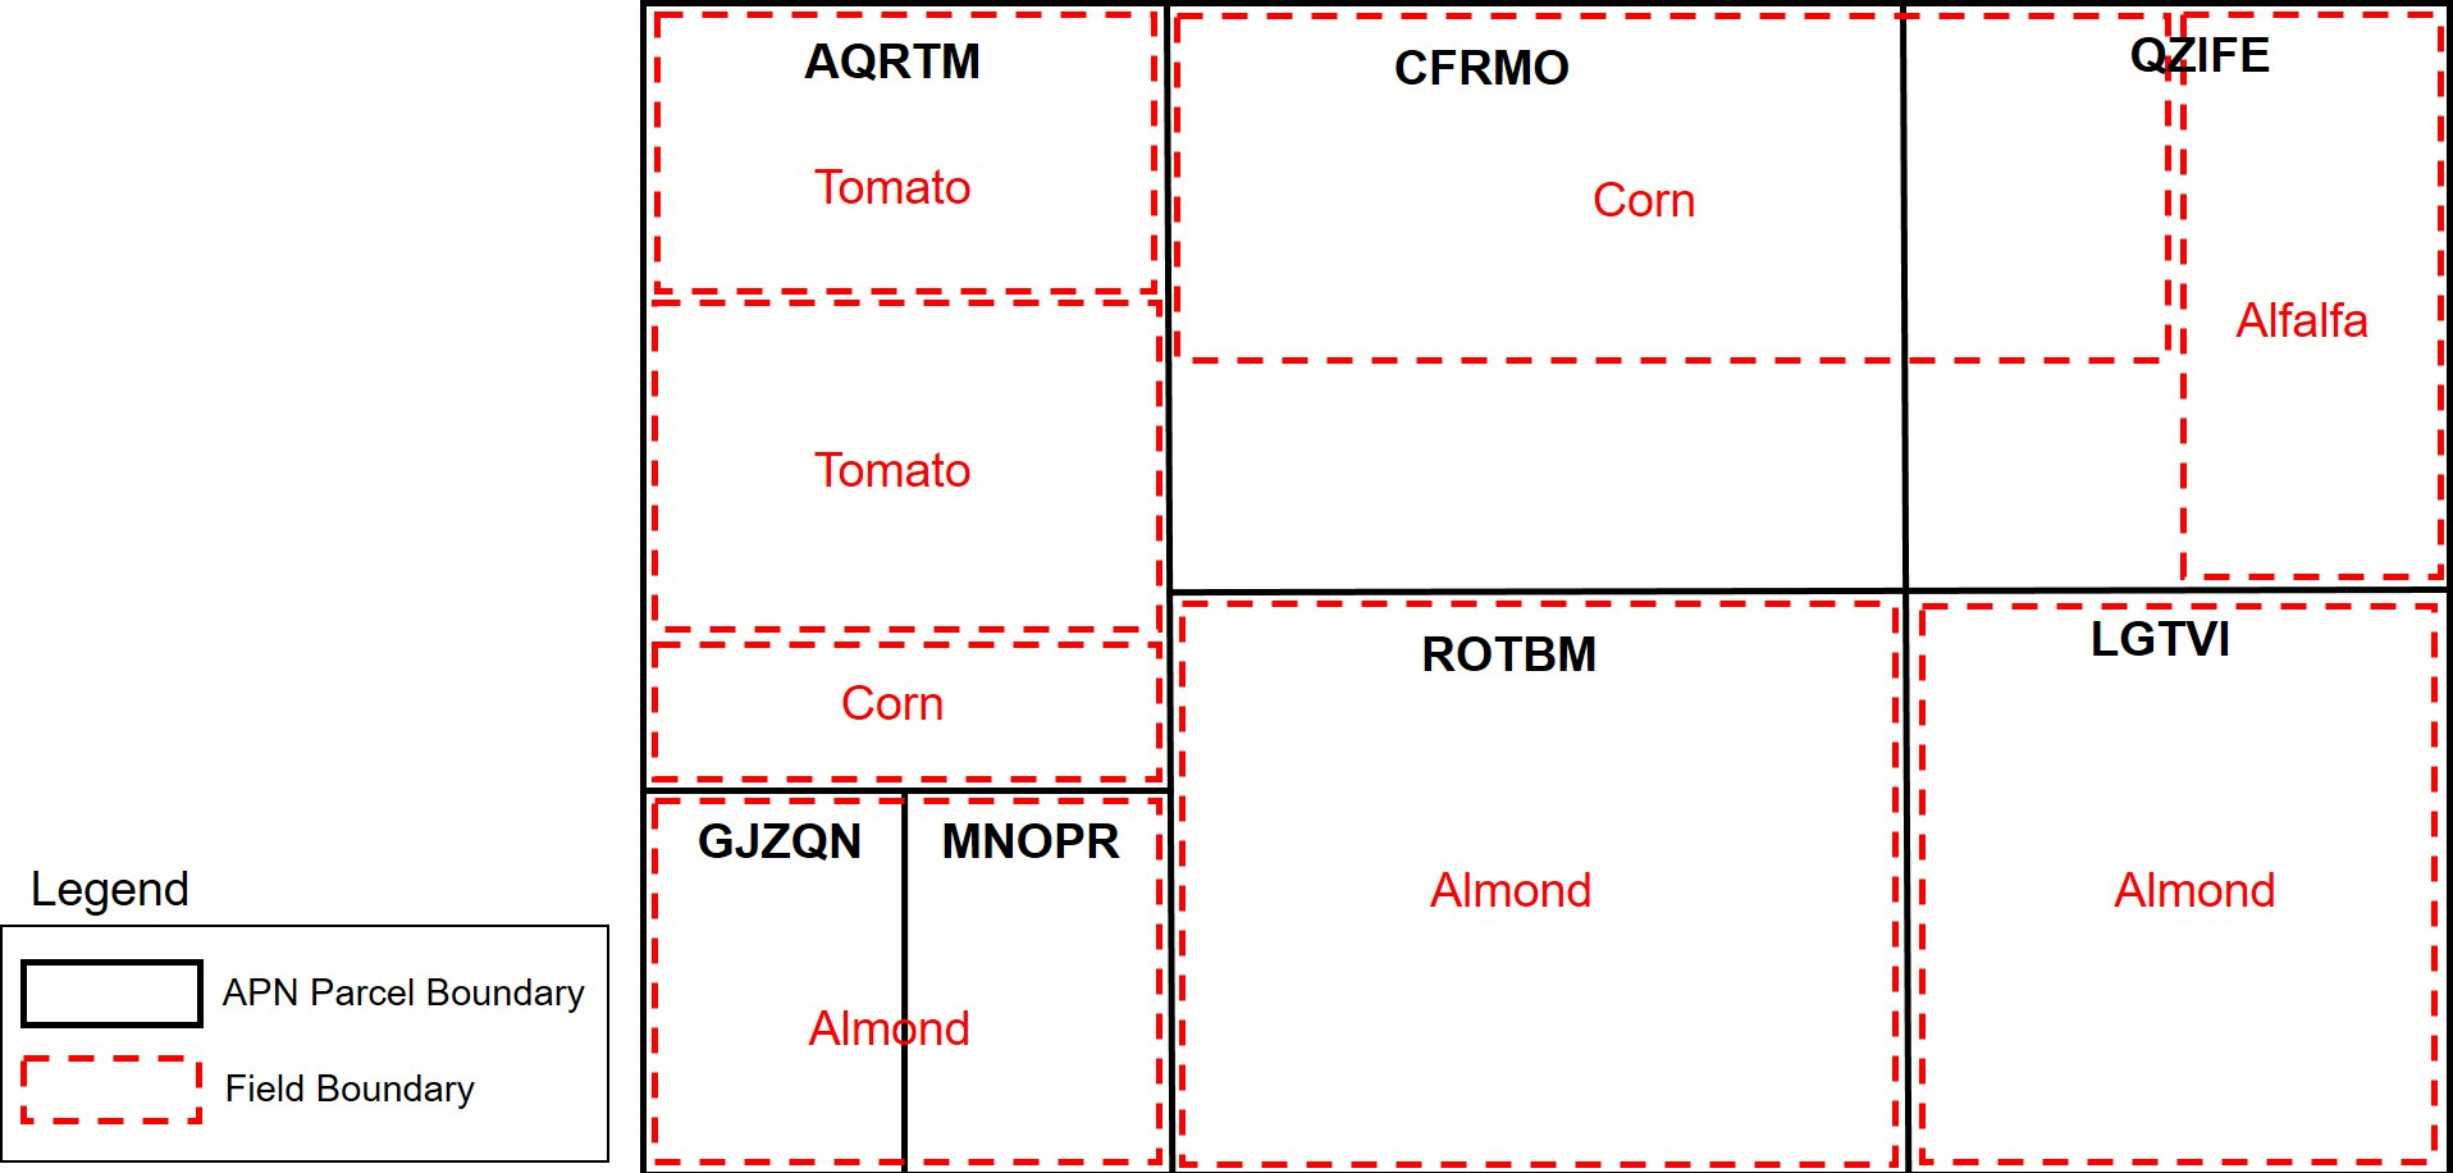 AQRTM
Tomato
Tomato
Corn
CFRMO
Corn
QZIFE
Alfalfa
GJZQN
MNOPR
Almond
ROTBM
Almond
LGTVI
Almond
Legend
APN Parcel Boundary
Field Boundary